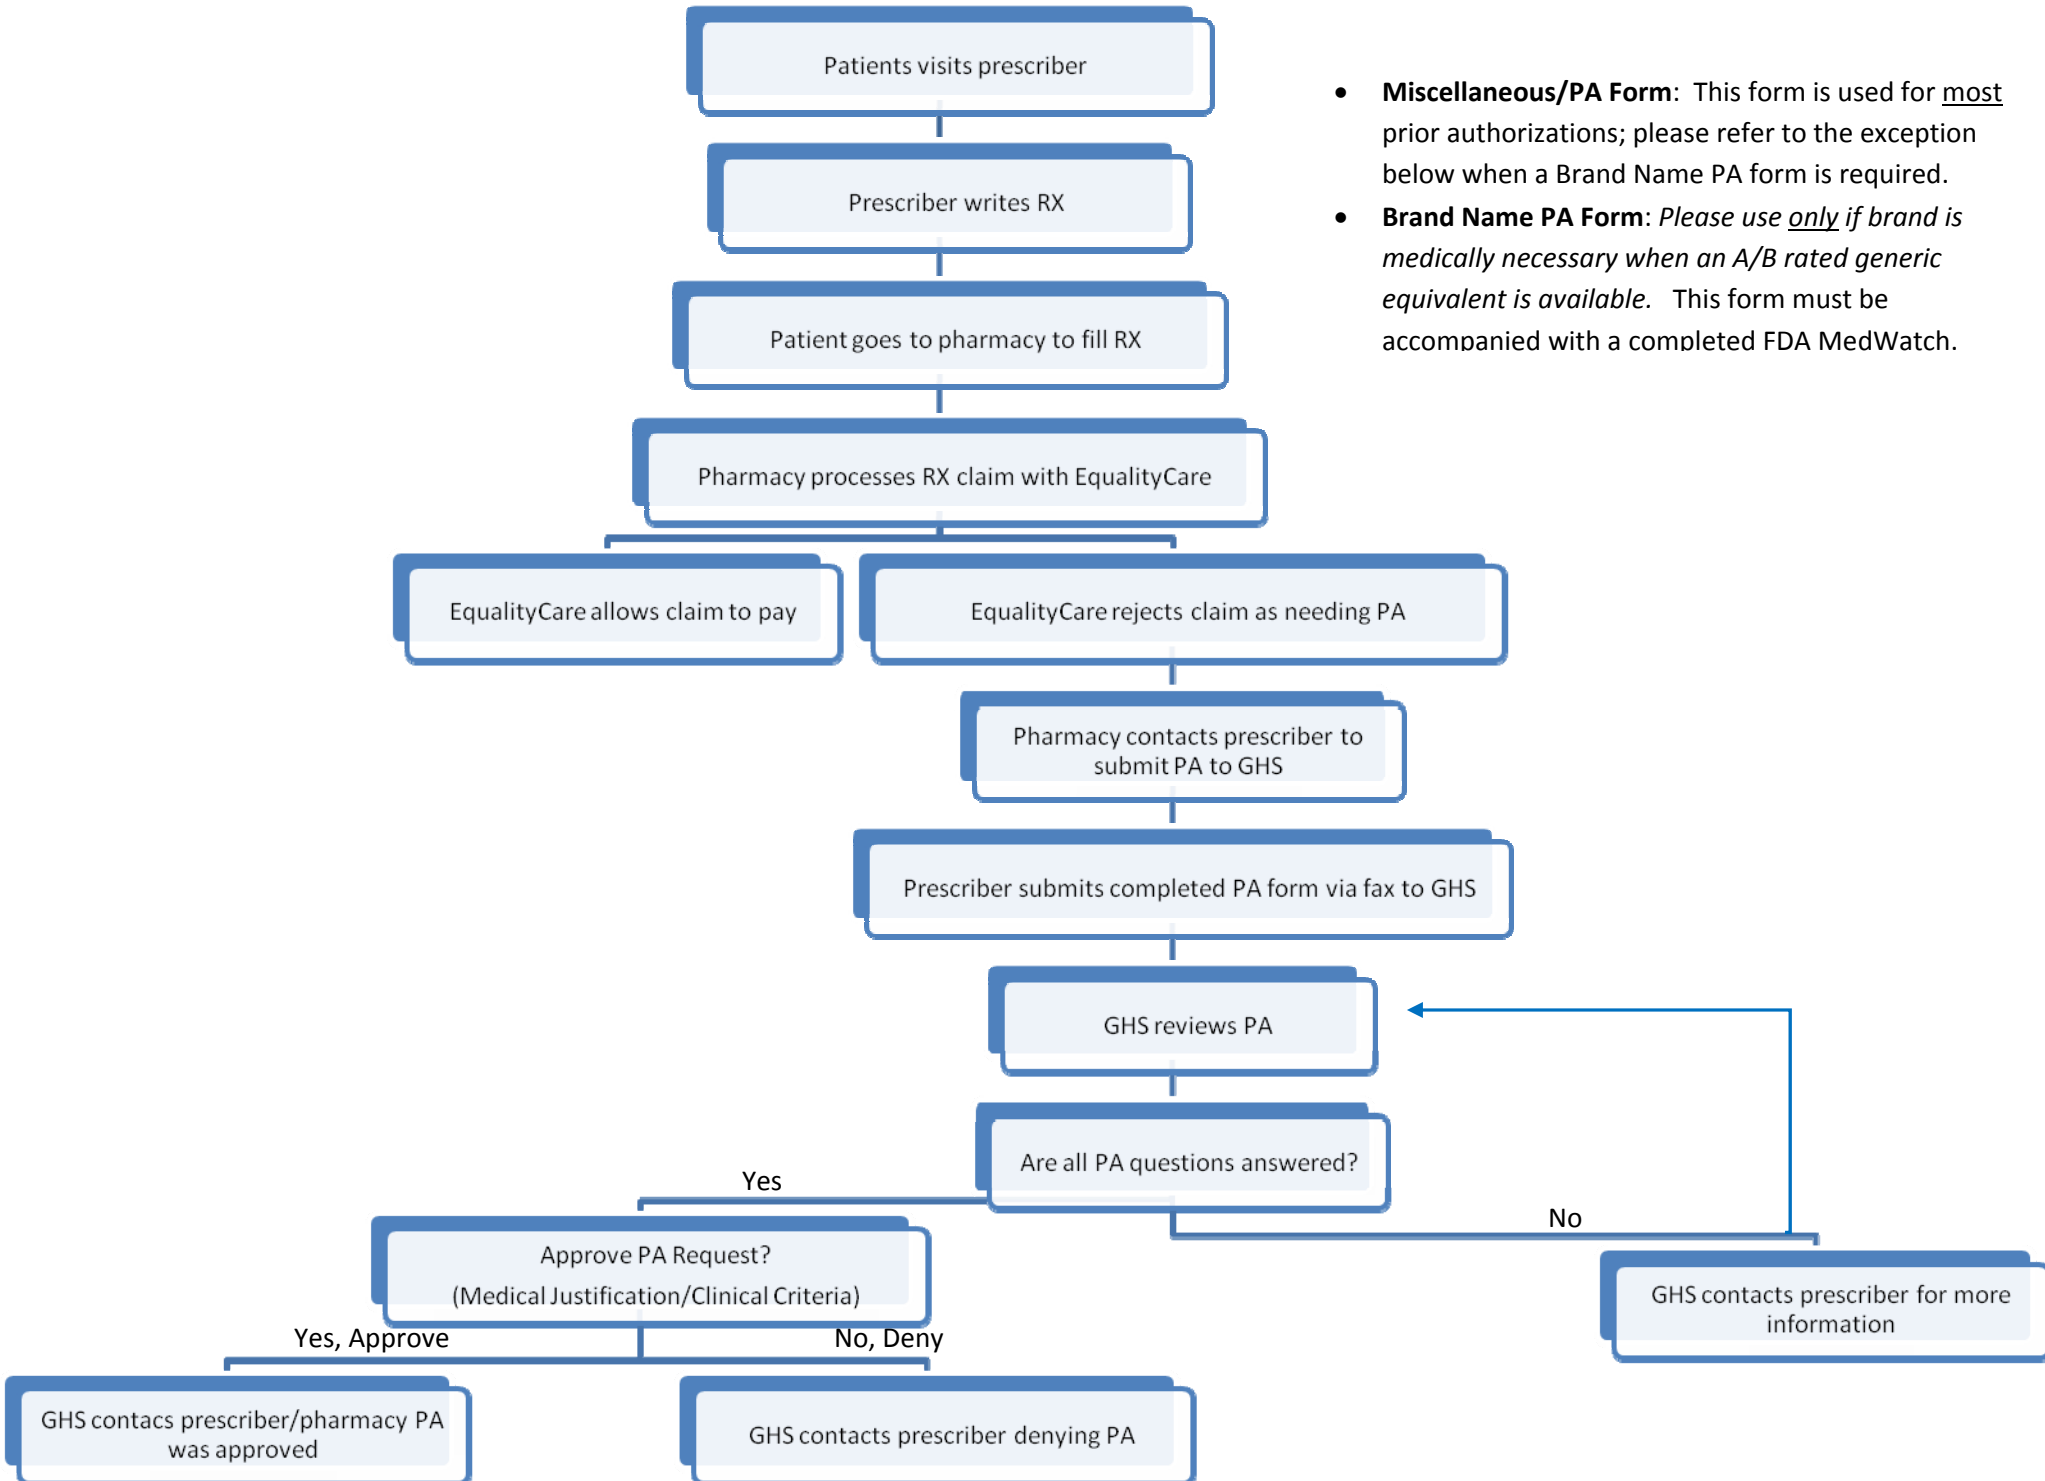 Patients visits prescriber
• Miscellaneous/PA Form: This form is used for most
prior authorizations; please refer to the exception
below when a Brand Name PA form is required.
• Brand Name PA Form: Please use only if brand is
medically necessary when an A/B rated generic
equivalent is available. This form must be
accompanied with a completed FDA MedWatch.
Prescriber writes RX
Patient goes to pharmacy to fill RX
Pharmacy processes RX claim with EqualityCare
EqualityCare allows claim to pay
EqualityCare rejects claim as needing PA
Pharmacy contacts prescriber to
submit PA to GHS
Prescriber submits completed PA form via fax to GHS
GHS reviews PA
Are all PA questions answered?
Yes
No
Approve PA Request?
(Medical Justification/Clinical Criteria)
GHS contacts prescriber for more
information
Yes, Approve
No, Deny
GHS contacs prescriber/pharmacy PA
was approved
GHS contacts prescriber denying PA